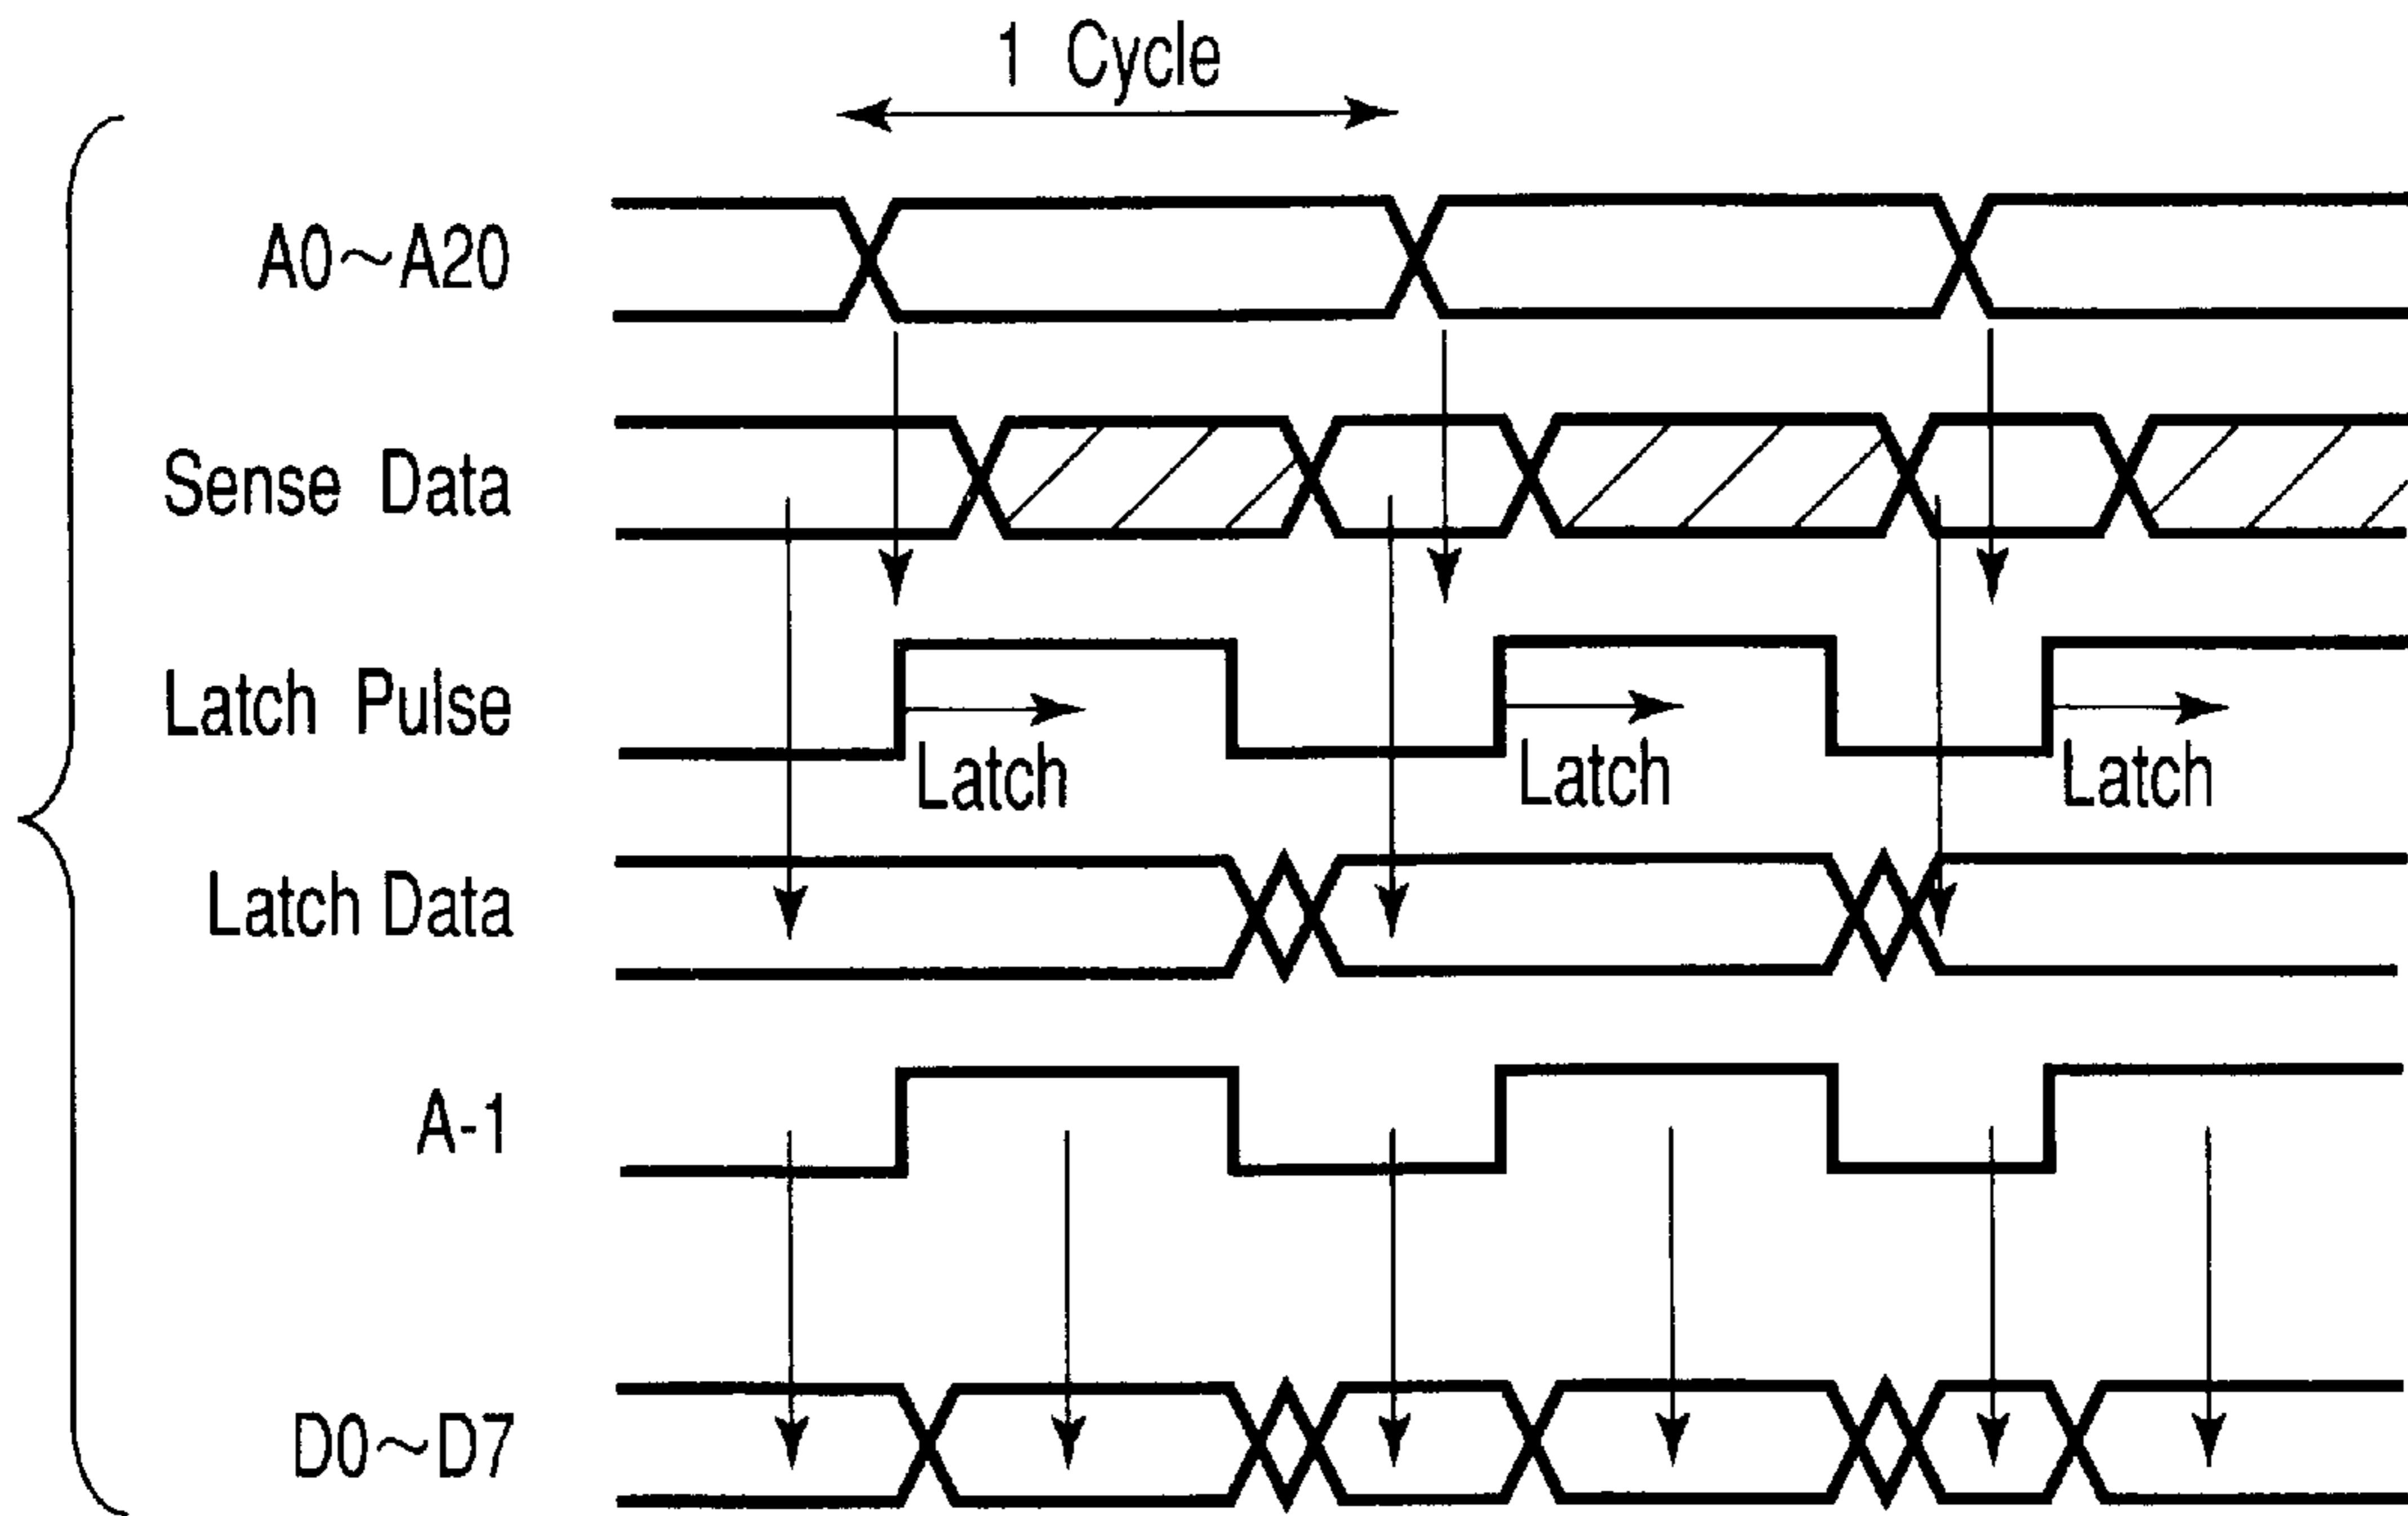 1 Cycle
A0~A20
Sense Data
Latch Pulse
Latch
Latch
Latch
Latch Data
A-1
D0~D7